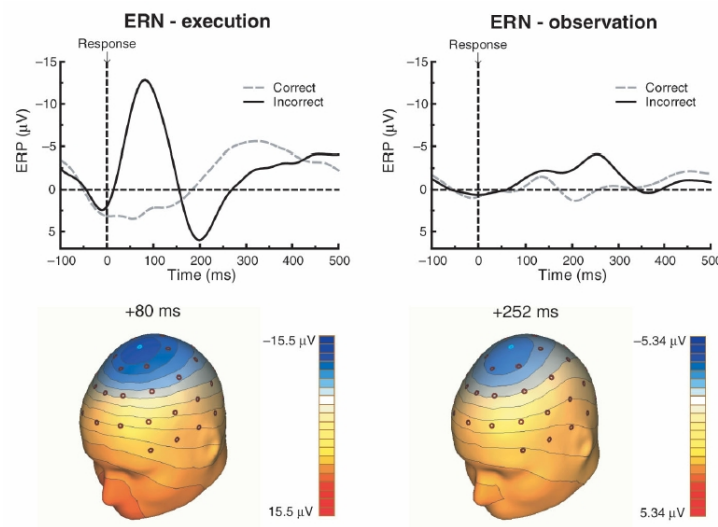 ERN - execution
Response
−15
−10
−5
0
5
ERP (µV)
Correct
Incorrect
−100 0 100 200 300 400 500
Time (ms)
ERN - observation
Response
−15
−10
−5
0
5
ERP (µV)
Correct
Incorrect
−100 0 100 200 300 400 500
Time (ms)
+80 ms
−15.5 µV
15.5 µV
+252 ms
−5.34 µV
5.34 µV